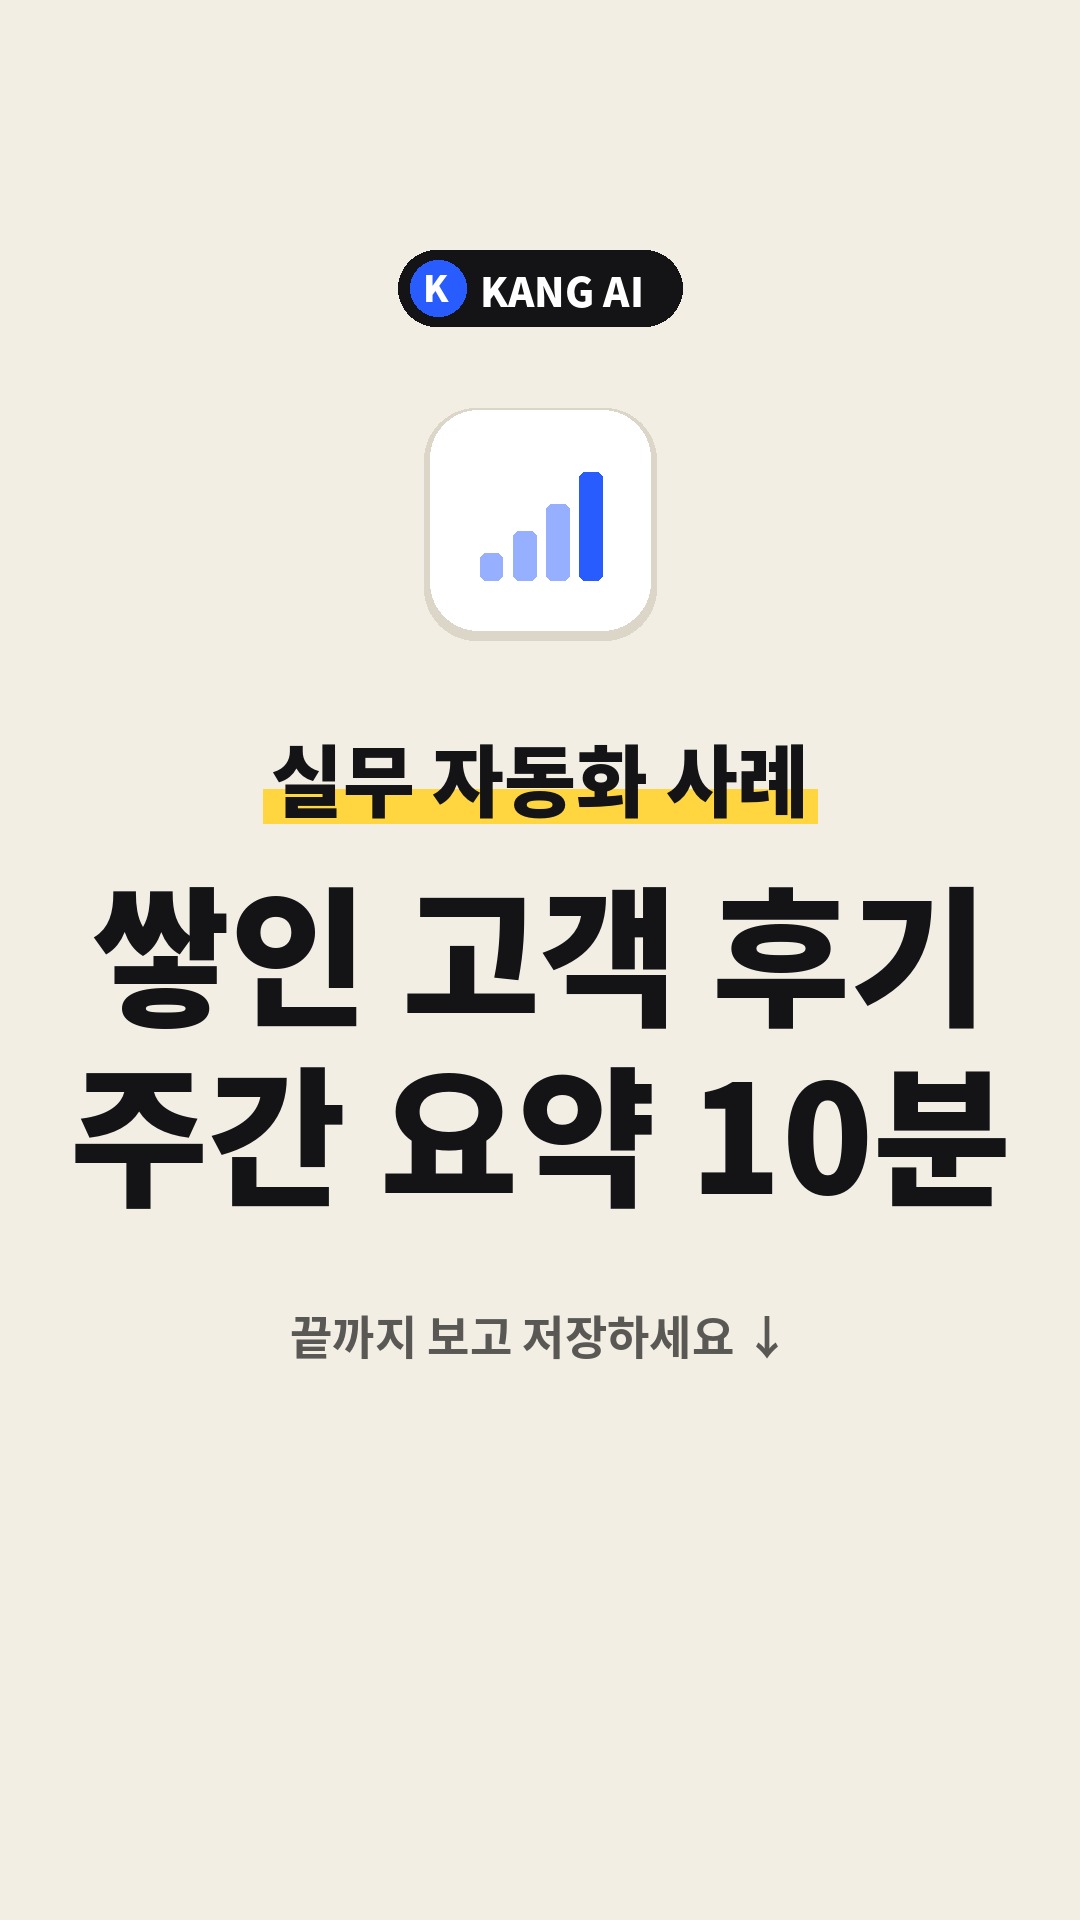 K KANG AI
실무 자동화 사례
쌓인 고객 후기
주간 요약 10분
끝까지 보고 저장하세요 ↓